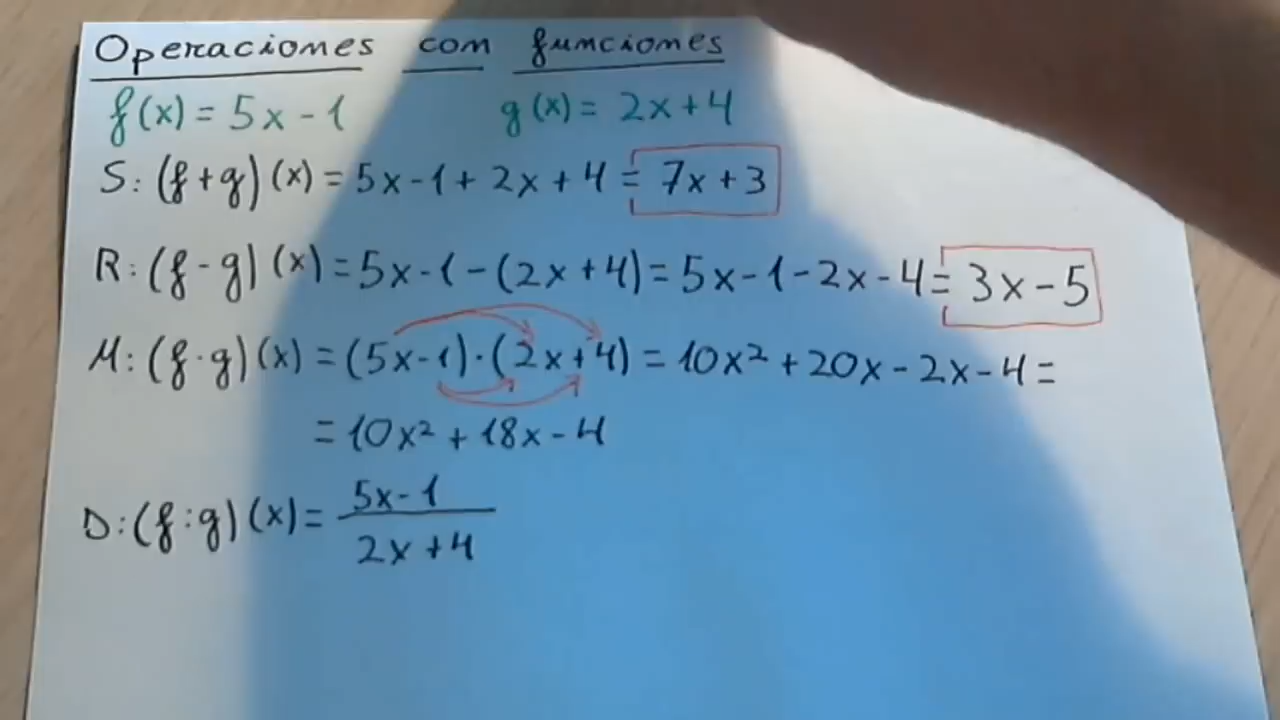 Operaciones con funciones
f(x) = 5x - 1 g(x) = 2x + 4
S: (f + g) (x) = 5x - 1 + 2x + 4 = 7x + 3
R: (f - g) (x) = 5x - 1 - (2x + 4) = 5x - 1 - 2x - 4 = 3x - 5
M: (f · g) (x) = (5x - 1) · (2x + 4) = 10x² + 20x - 2x - 4 =
= 10x² + 18x - 4
D: (f : g) (x) = 5x - 1
2x + 4